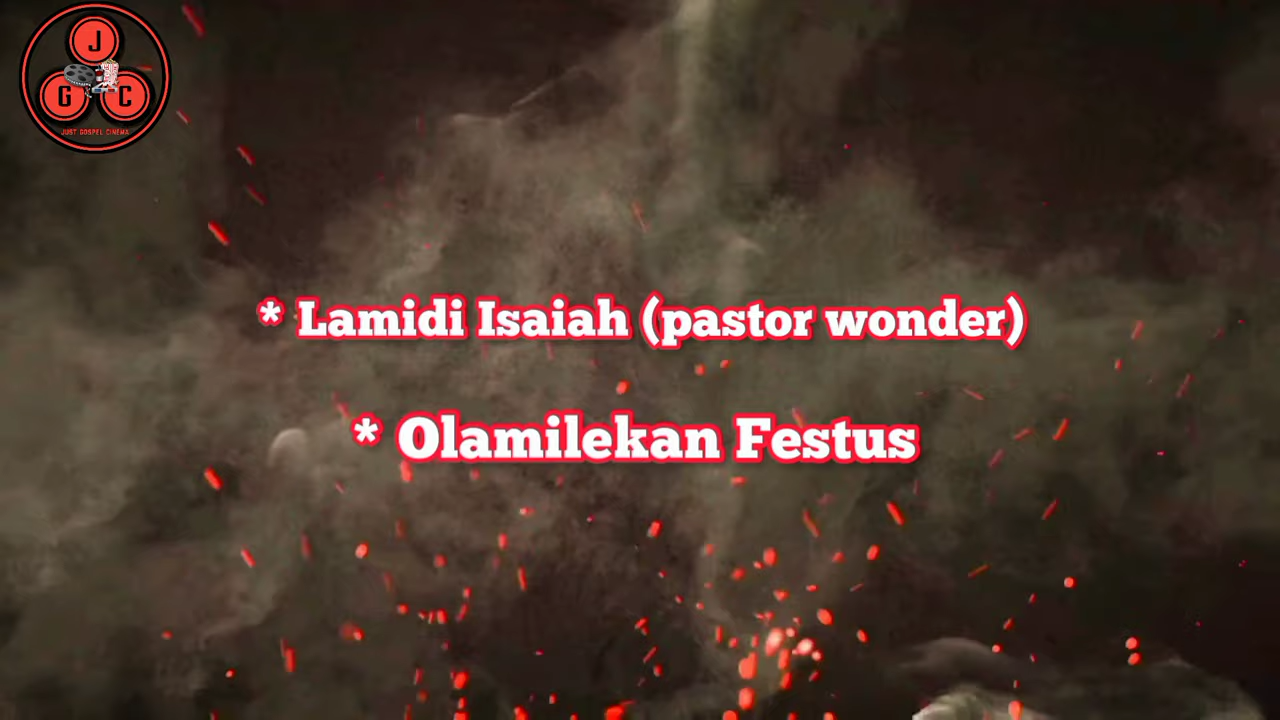 J
G C
JUST GOSPEL CINEMA
* Lamidi Isaiah (pastor wonder)
* Olamilekan Festus